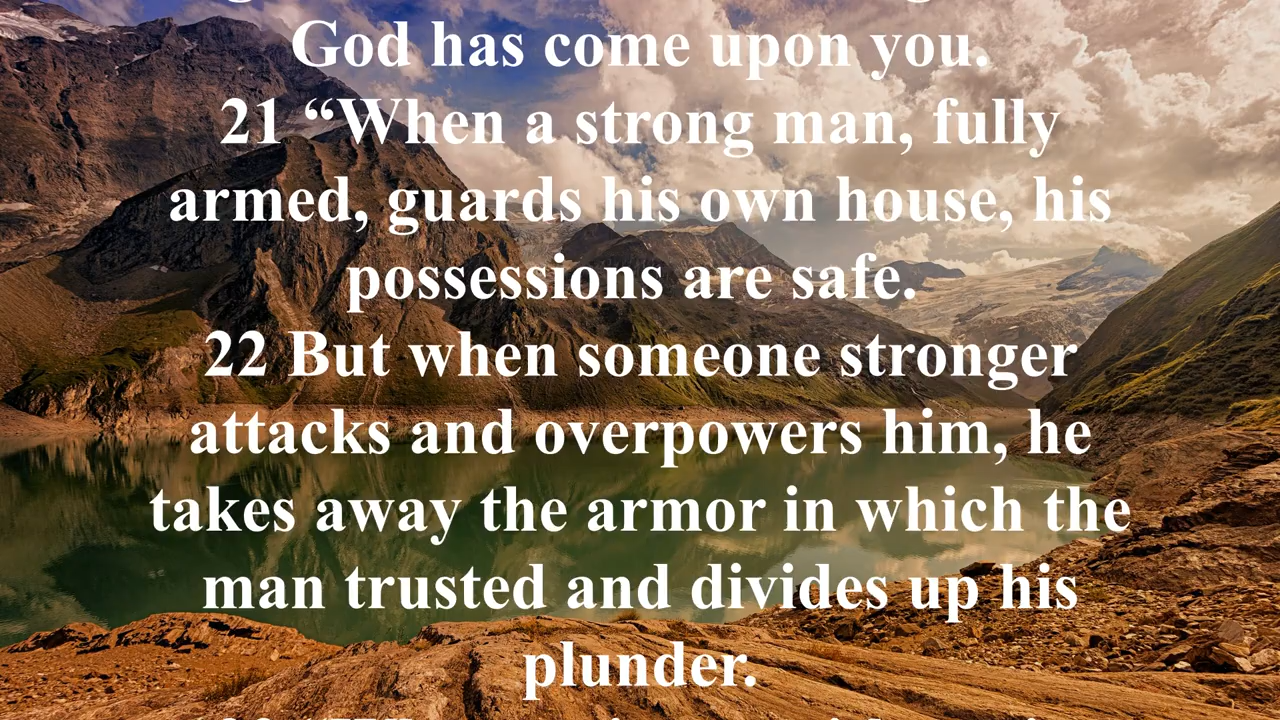 God has come upon you.
21 “When a strong man, fully
armed, guards his own house, his
possessions are safe.
22 But when someone stronger
attacks and overpowers him, he
takes away the armor in which the
man trusted and divides up his
plunder.